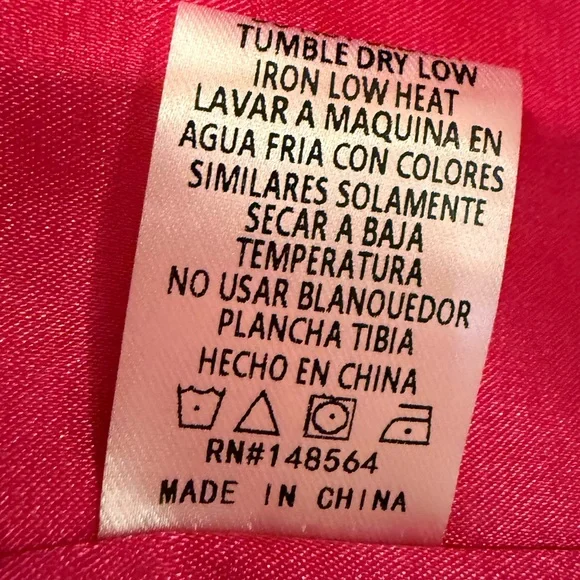 TUMBLE DRY LOW
IRON LOW HEAT
LAVAR A MAQUINA EN
AGUA FRIA CON COLORES
SIMILARES SOLAMENTE
SECAR A BAJA
TEMPERATURA
NO USAR BLANQUEDOR
PLANCHA TIBIA
HECHO EN CHINA
RN#148564
MADE IN CHINA